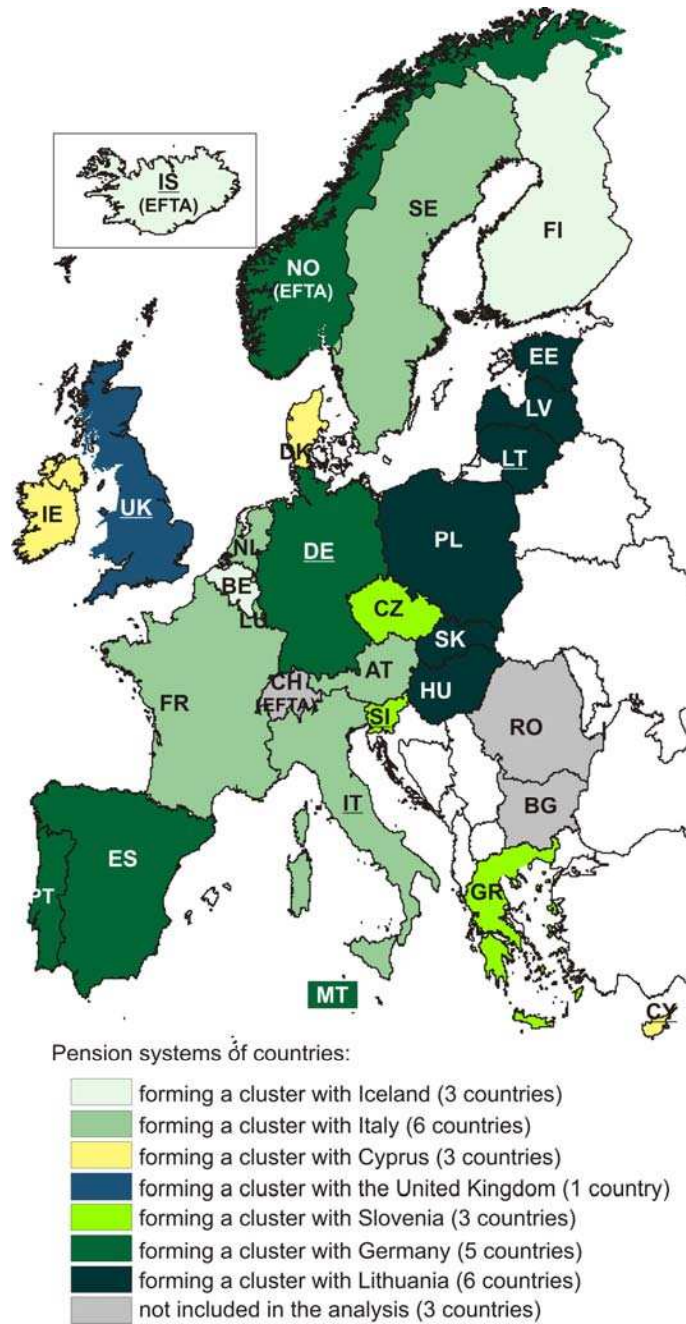 IS
(EFTA)
SE
FI
NO
(EFTA)
EE
LV
LT
DK
IE
UK
NL
DE
PL
BE
LU
CZ
SK
AT
HU
CH
(EFTA)
FR
SI
RO
IT
BG
ES
PT
GR
MT
CY
Pension systems of countries:
forming a cluster with Iceland (3 countries)
forming a cluster with Italy (6 countries)
forming a cluster with Cyprus (3 countries)
forming a cluster with the United Kingdom (1 country)
forming a cluster with Slovenia (3 countries)
forming a cluster with Germany (5 countries)
forming a cluster with Lithuania (6 countries)
not included in the analysis (3 countries)